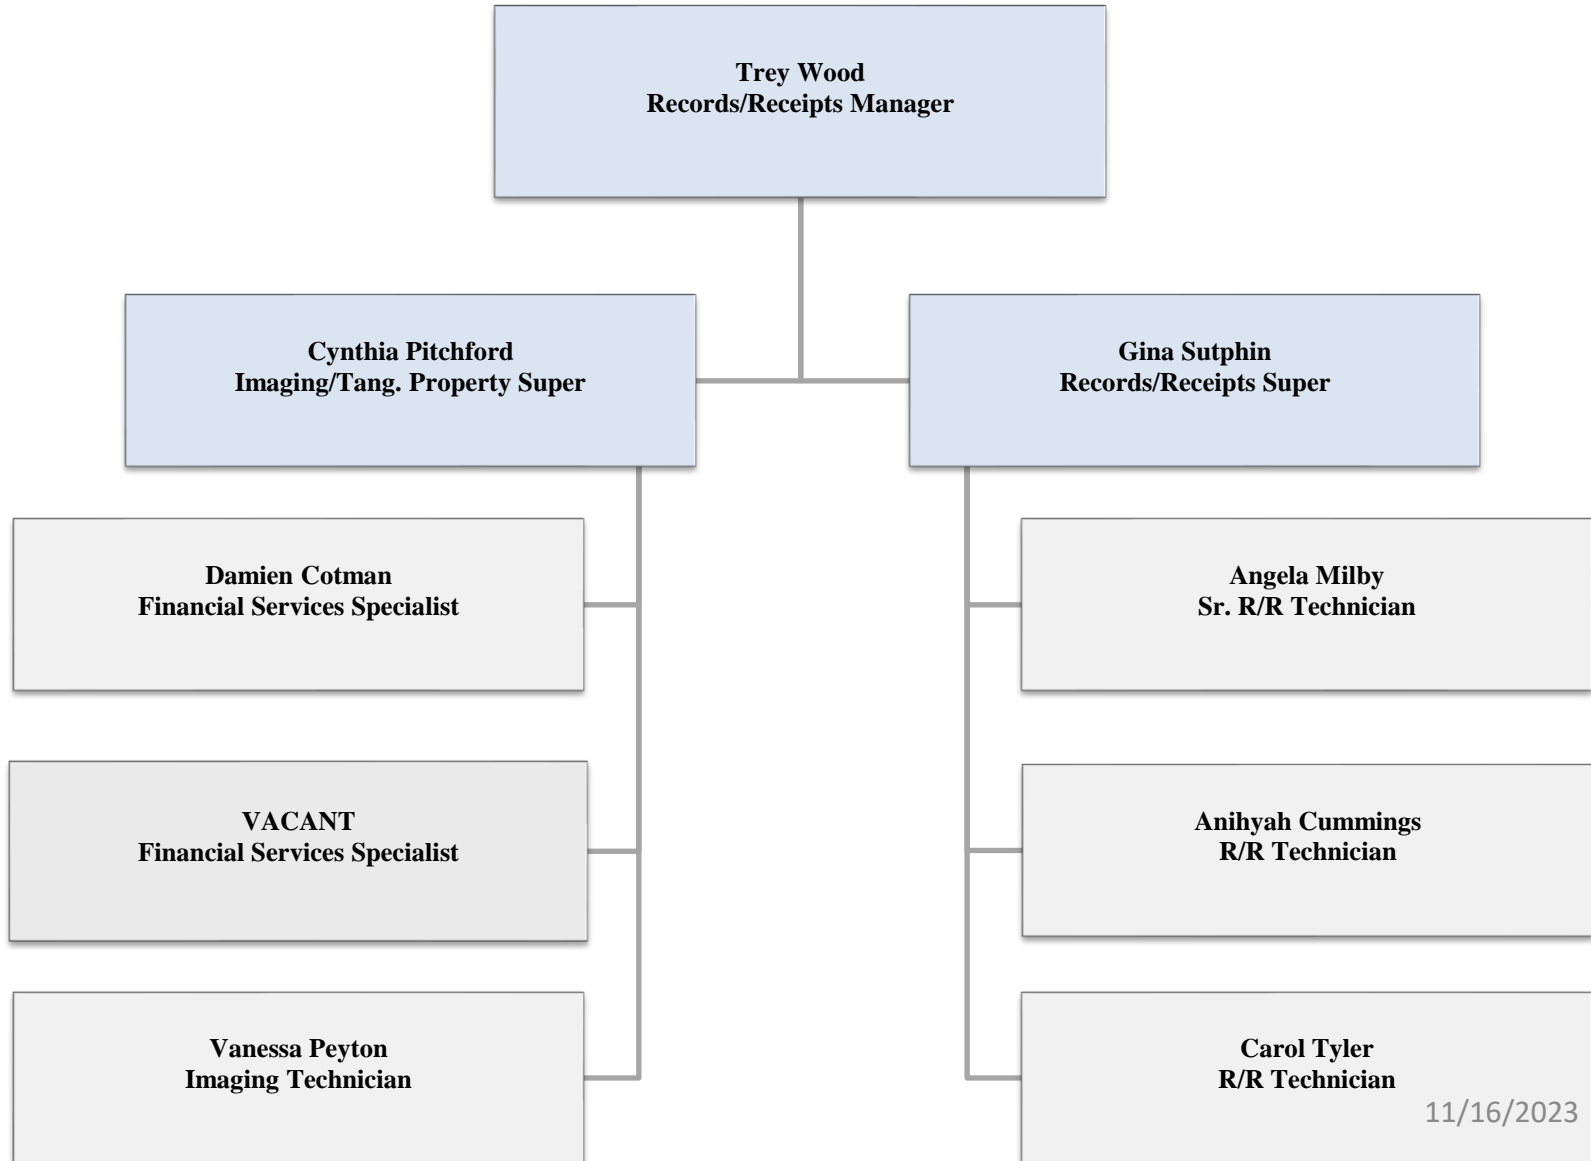 Trey Wood
Records/Receipts Manager
Cynthia Pitchford
Imaging/Tang. Property Super
Gina Sutphin
Records/Receipts Super
Damien Cotman
Financial Services Specialist
Angela Milby
Sr. R/R Technician
VACANT
Financial Services Specialist
Anihyah Cummings
R/R Technician
Vanessa Peyton
Imaging Technician
Carol Tyler
R/R Technician
11/16/2023